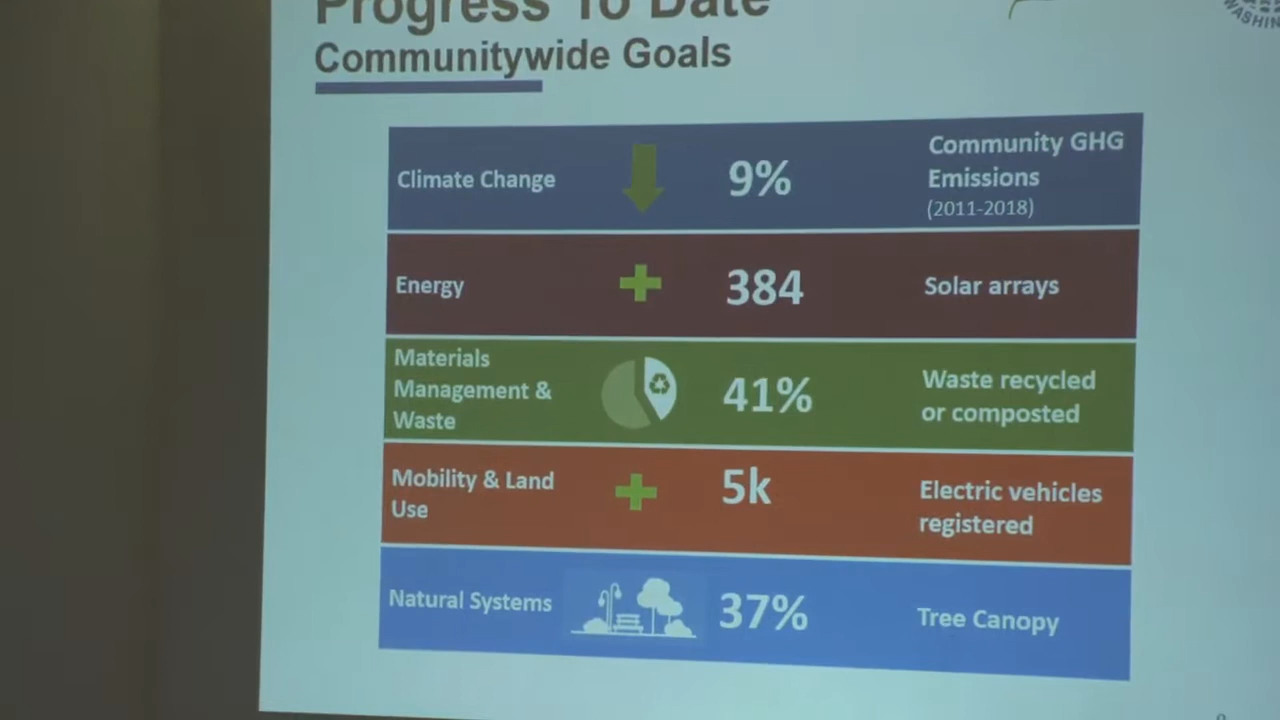 Progress To Date
Communitywide Goals
Climate Change
9%
Community GHG
Emissions
(2011-2018)
Energy
384
Solar arrays
Materials
Management &
Waste
41%
Waste recycled
or composted
Mobility & Land
Use
5k
Electric vehicles
registered
Natural Systems
37%
Tree Canopy